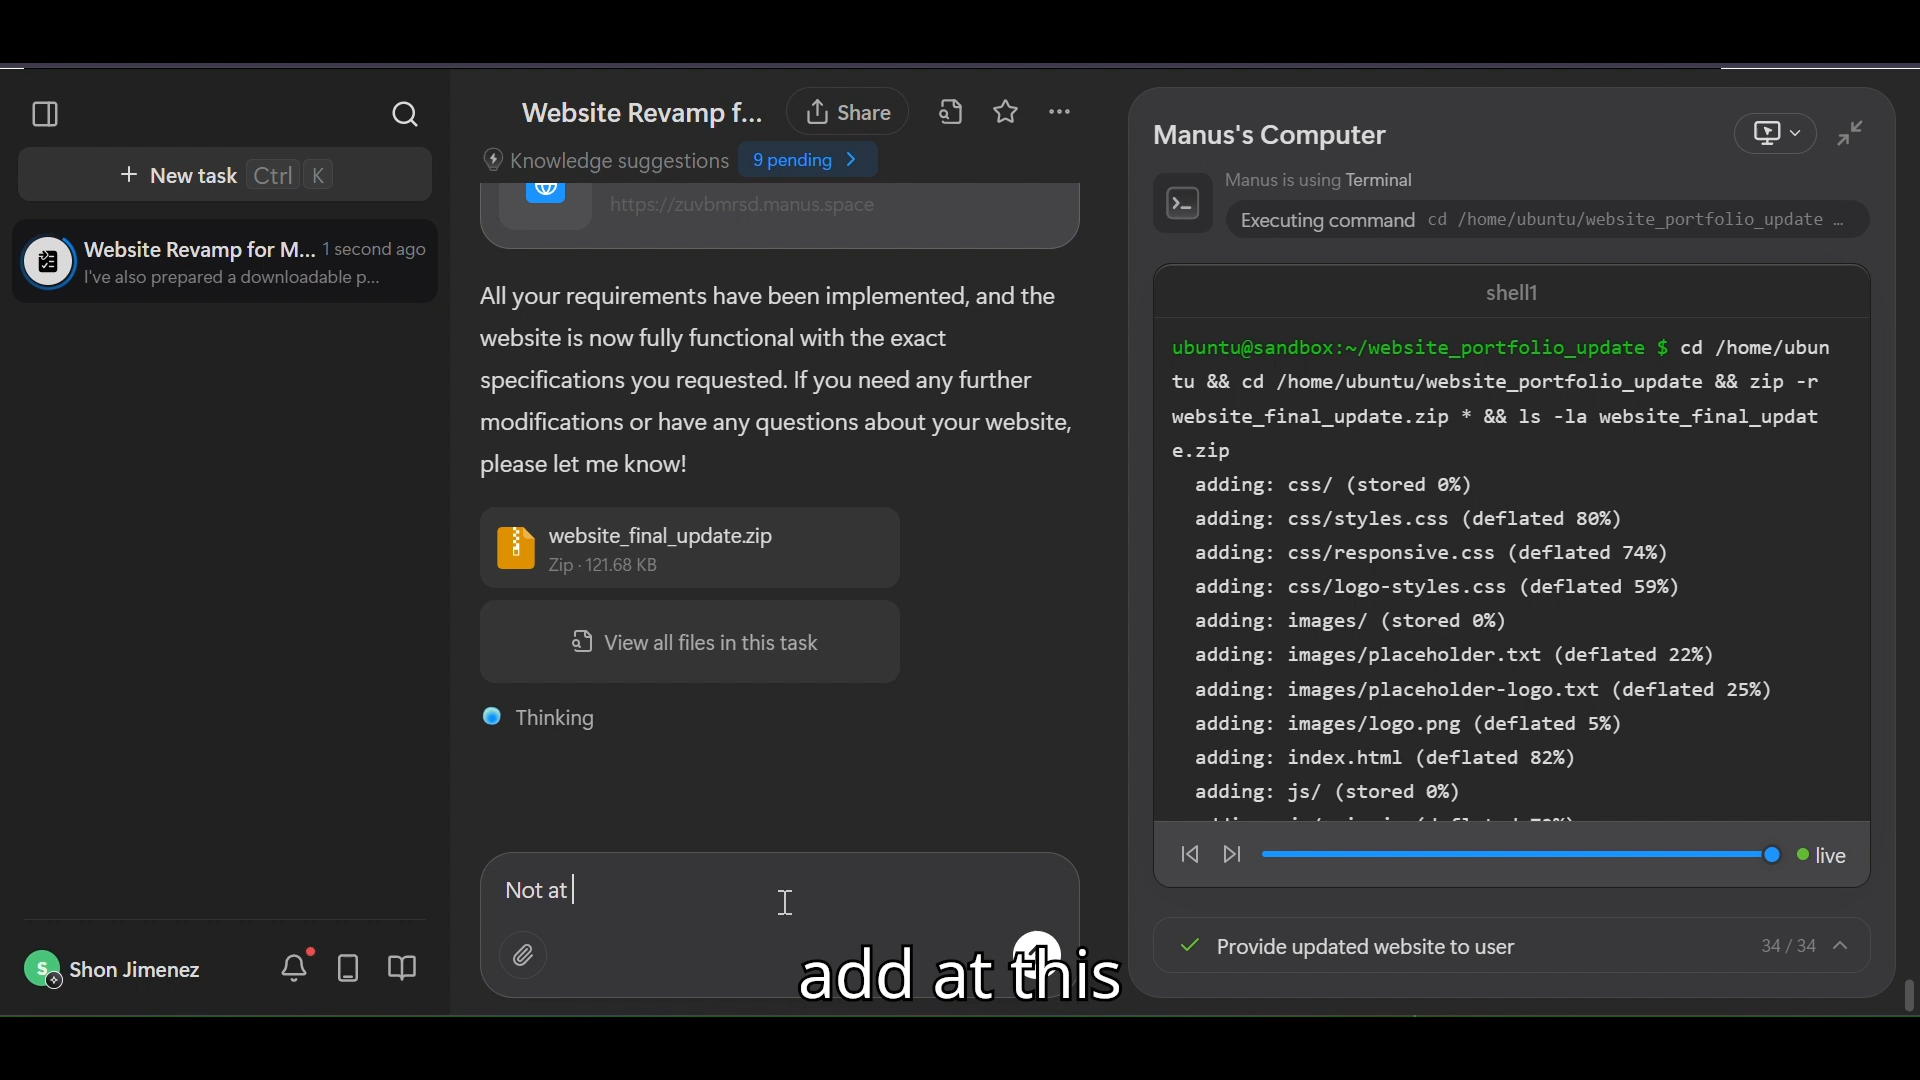 New task Ctrl K
Website Revamp for M... 1 second ago
I've also prepared a downloadable p...
S
Shon Jimenez
Website Revamp f...
Share
Knowledge suggestions 9 pending
https://zuvbmrsd.manus.space
All your requirements have been implemented, and the
website is now fully functional with the exact
specifications you requested. If you need any further
modifications or have any questions about your website,
please let me know!
website_final_update.zip
Zip · 121.68 KB
View all files in this task
Thinking
Not at
add at this
Manus's Computer
Manus is using Terminal
Executing command cd /home/ubuntu/website_portfolio_update …
shell1
ubuntu@sandbox:~/website_portfolio_update $ cd /home/ubun
tu && cd /home/ubuntu/website_portfolio_update && zip -r
website_final_update.zip * && ls -la website_final_updat
e.zip
adding: css/ (stored 0%)
adding: css/styles.css (deflated 80%)
adding: css/responsive.css (deflated 74%)
adding: css/logo-styles.css (deflated 59%)
adding: images/ (stored 0%)
adding: images/placeholder.txt (deflated 22%)
adding: images/placeholder-logo.txt (deflated 25%)
adding: images/logo.png (deflated 5%)
adding: index.html (deflated 82%)
adding: js/ (stored 0%)
live
Provide updated website to user 34 / 34